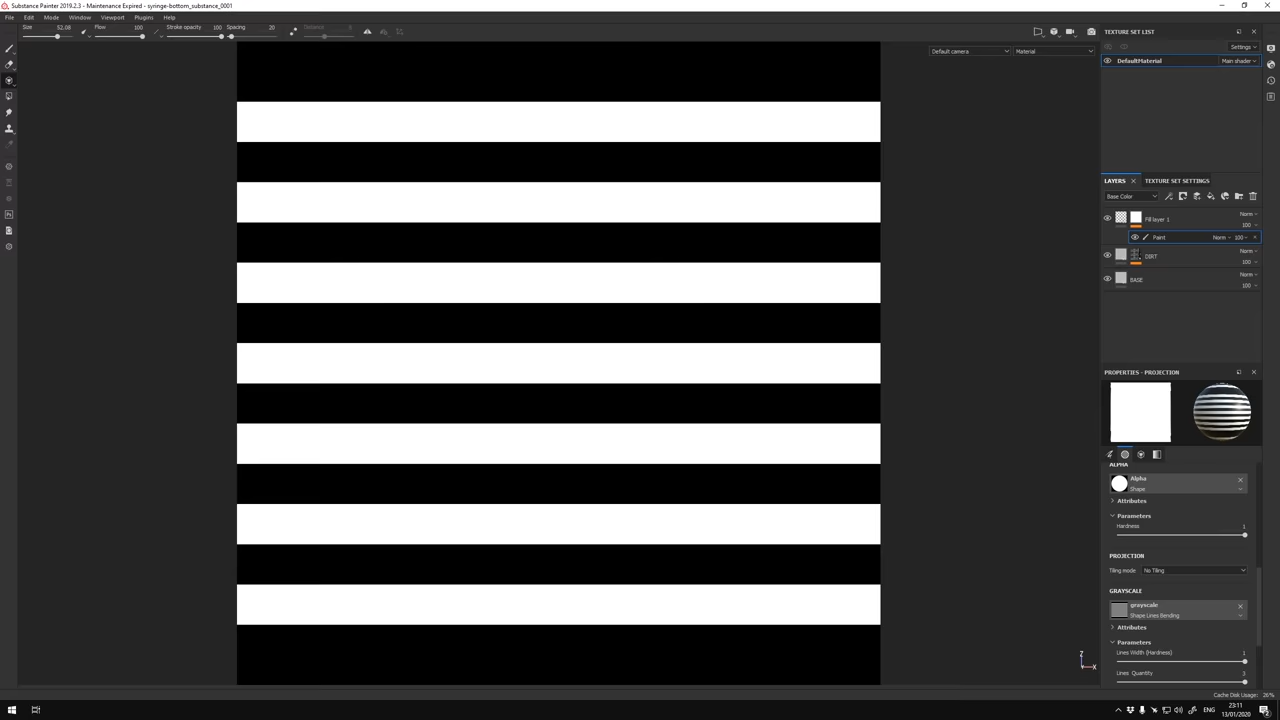 Substance Painter 2019.2.3 - Maintenance Expired - syringe-bottom_substance_0001
File Edit Mode Window Viewport Plugins Help
Size 52.08 Flow 100 Stroke opacity 100 Spacing 20 Distance 8
Default camera Material
TEXTURE SET LIST
Settings
DefaultMaterial Main shader
LAYERS TEXTURE SET SETTINGS
Base Color
Fill layer 1 Norm
100
Paint Norm 100
DIRT Norm
100
BASE Norm
100
PROPERTIES - PROJECTION
ALPHA
Alpha
Shape
Attributes
Parameters
Hardness 1
PROJECTION
Tiling mode No Tiling
GRAYSCALE
grayscale
Shape Lines Bending
Attributes
Parameters
Lines Width (Hardness) 1
Lines Quantity 3
Z
X
Cache Disk Usage: 26%
ENG
23:11
13/01/2020